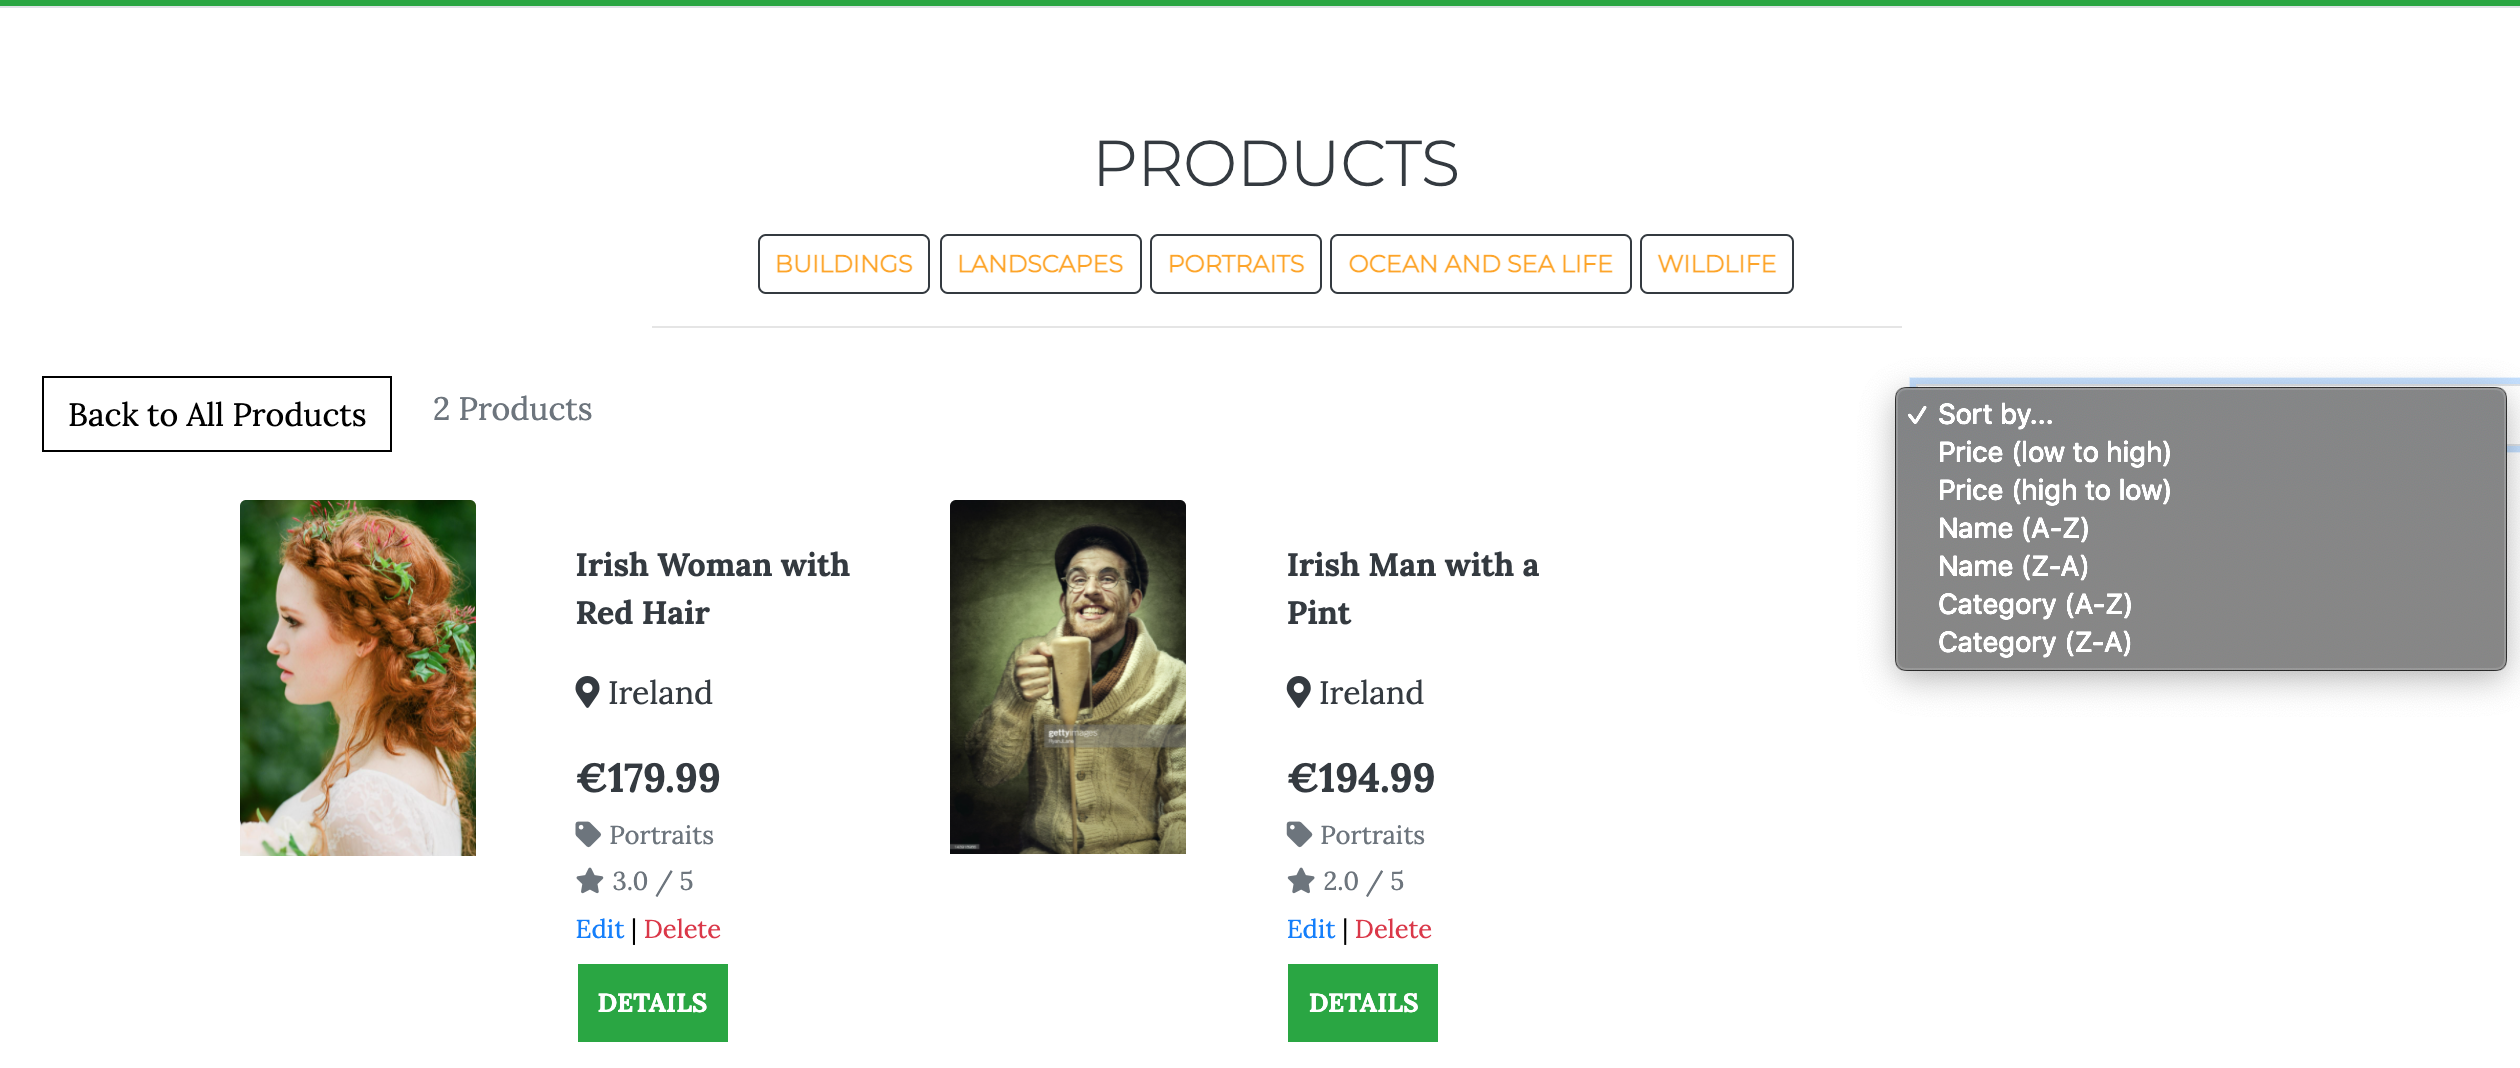 PRODUCTS
BUILDINGS
LANDSCAPES
PORTRAITS
OCEAN AND SEA LIFE
WILDLIFE
Back to All Products
2 Products
✓ Sort by...
Price (low to high)
Price (high to low)
Name (A-Z)
Name (Z-A)
Category (A-Z)
Category (Z-A)
Irish Woman with
Red Hair
Ireland
€179.99
Portraits
3.0 / 5
Edit | Delete
DETAILS
gettyimages
Irish Man with a
Pint
Ireland
€194.99
Portraits
2.0 / 5
Edit | Delete
DETAILS